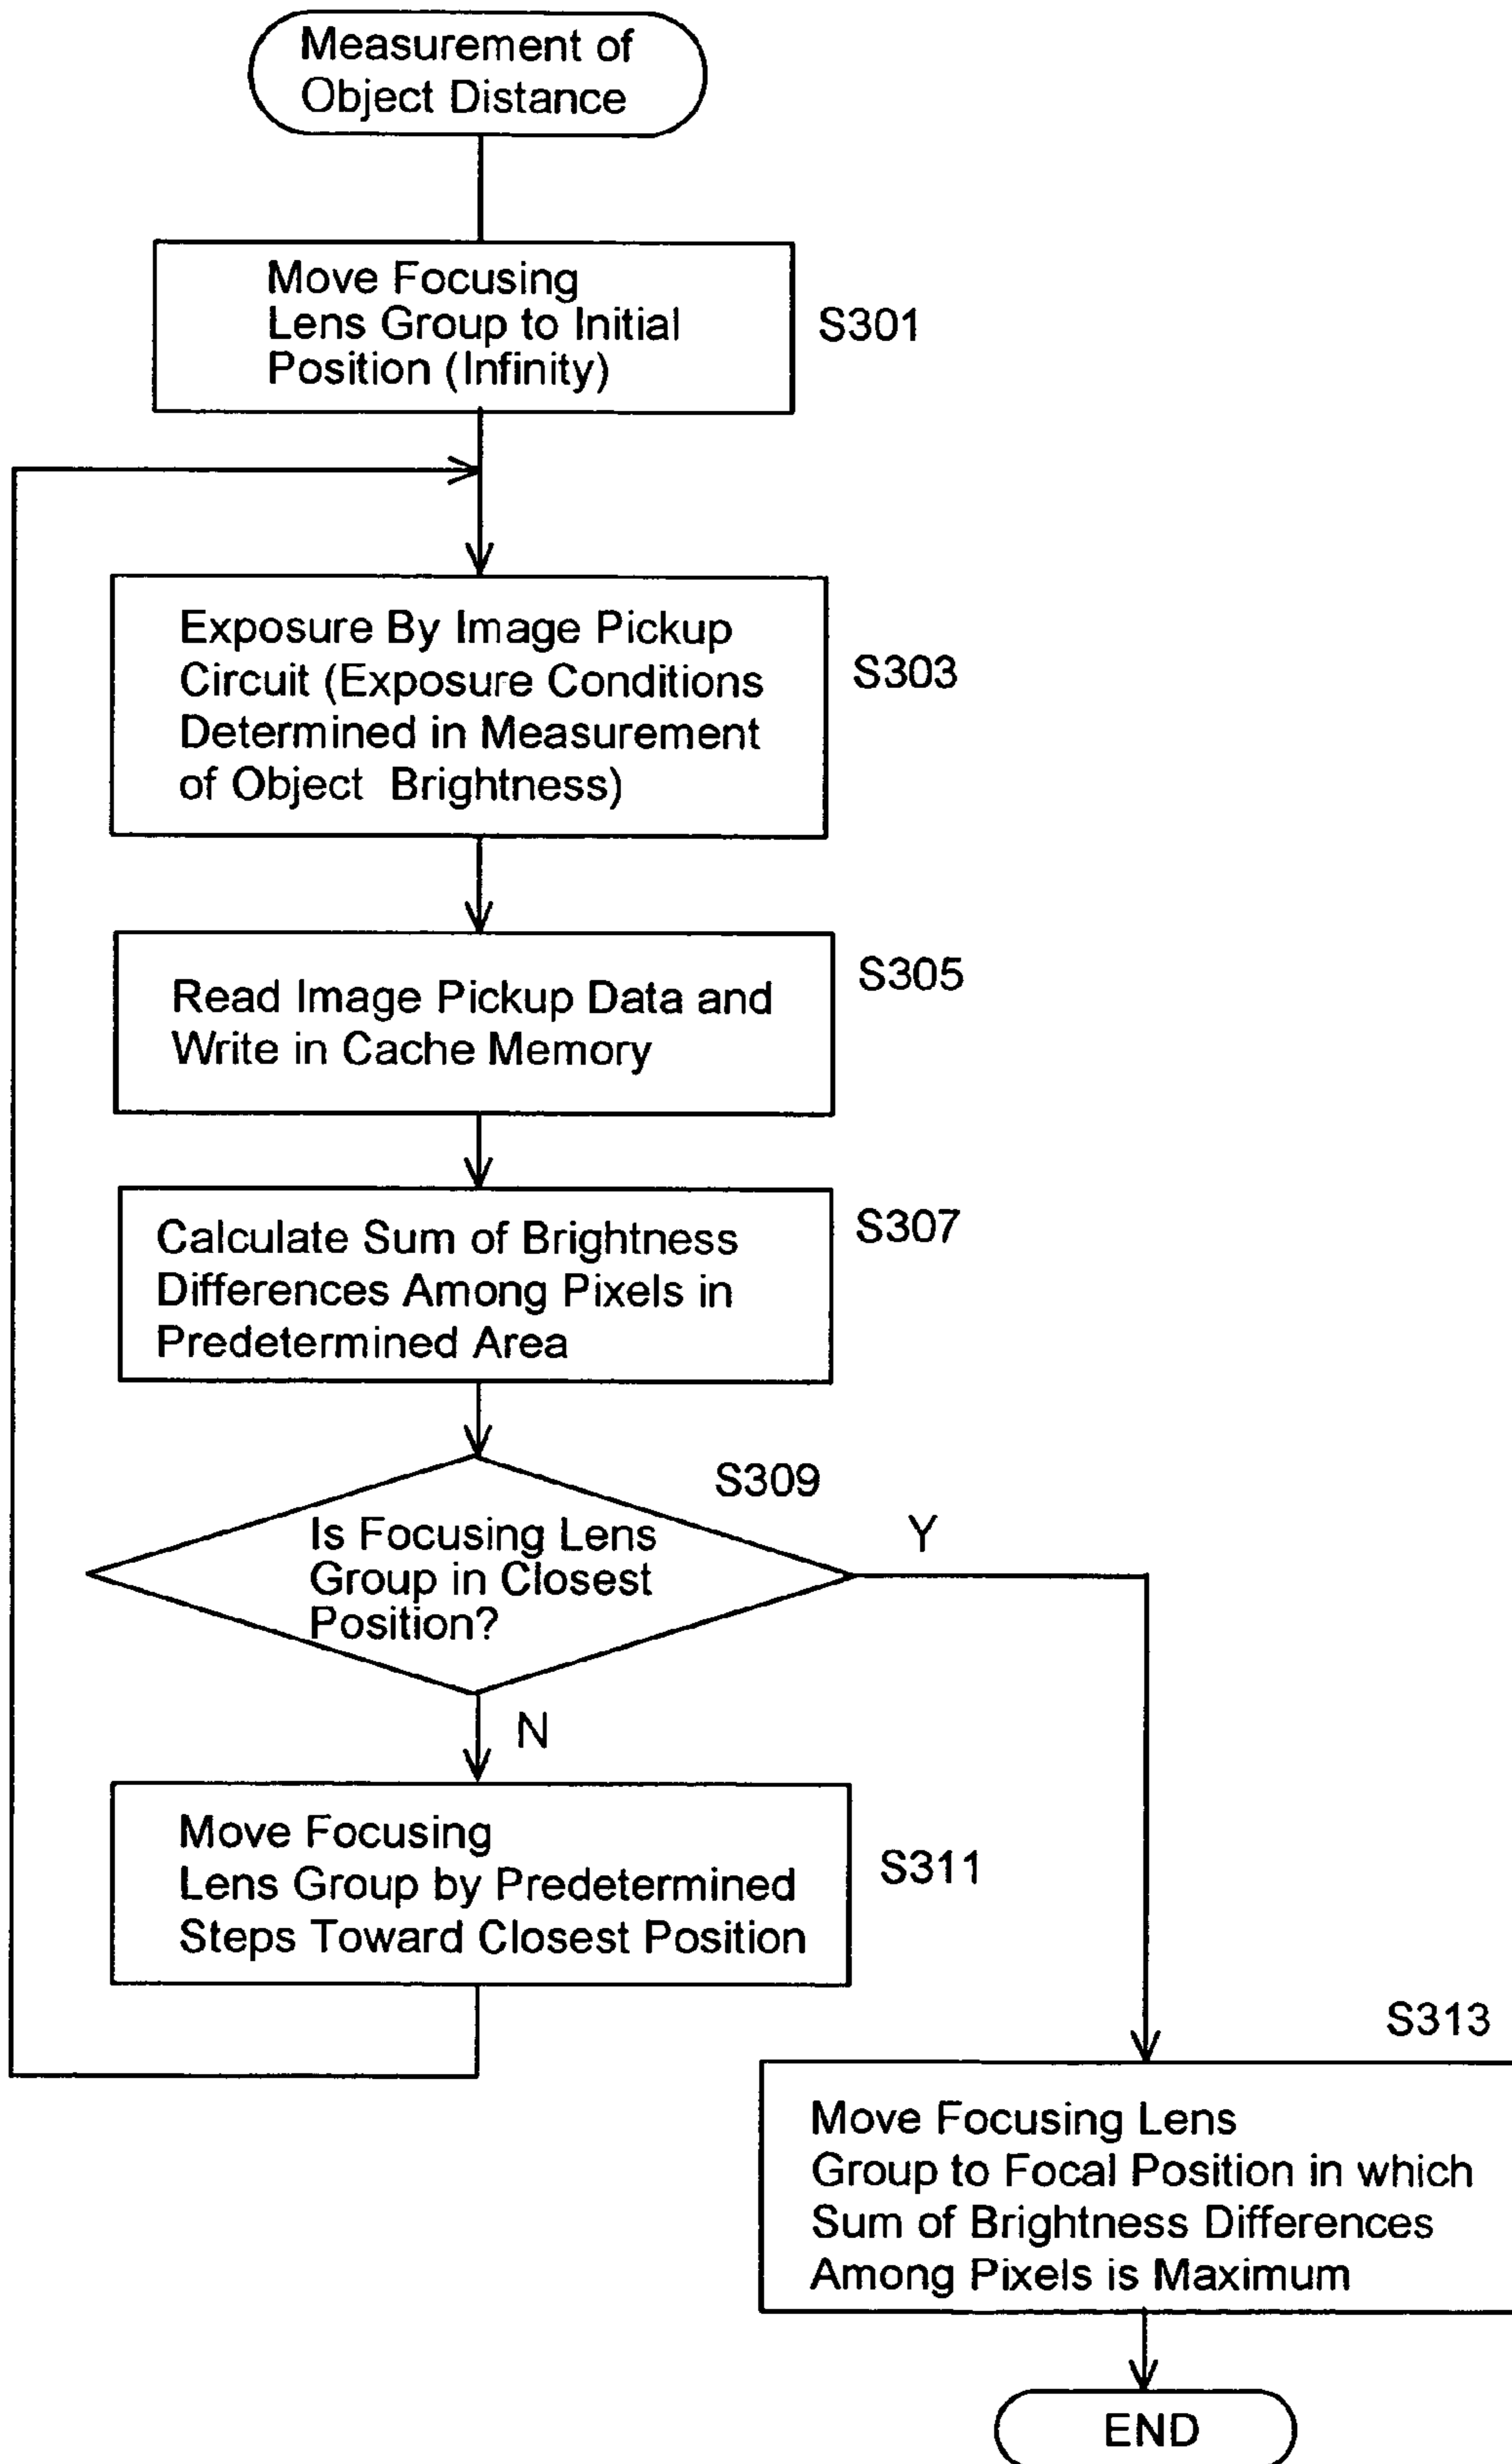 Measurement of
Object Distance
Move Focusing
Lens Group to Initial
Position (Infinity)
S301
Exposure By Image Pickup
Circuit (Exposure Conditions
Determined in Measurement
of Object Brightness)
S303
Read Image Pickup Data and
Write in Cache Memory
S305
Calculate Sum of Brightness
Differences Among Pixels in
Predetermined Area
S307
S309
Is Focusing Lens
Group in Closest
Position?
Y
N
Move Focusing
Lens Group by Predetermined
Steps Toward Closest Position
S311
S313
Move Focusing Lens
Group to Focal Position in which
Sum of Brightness Differences
Among Pixels is Maximum
END